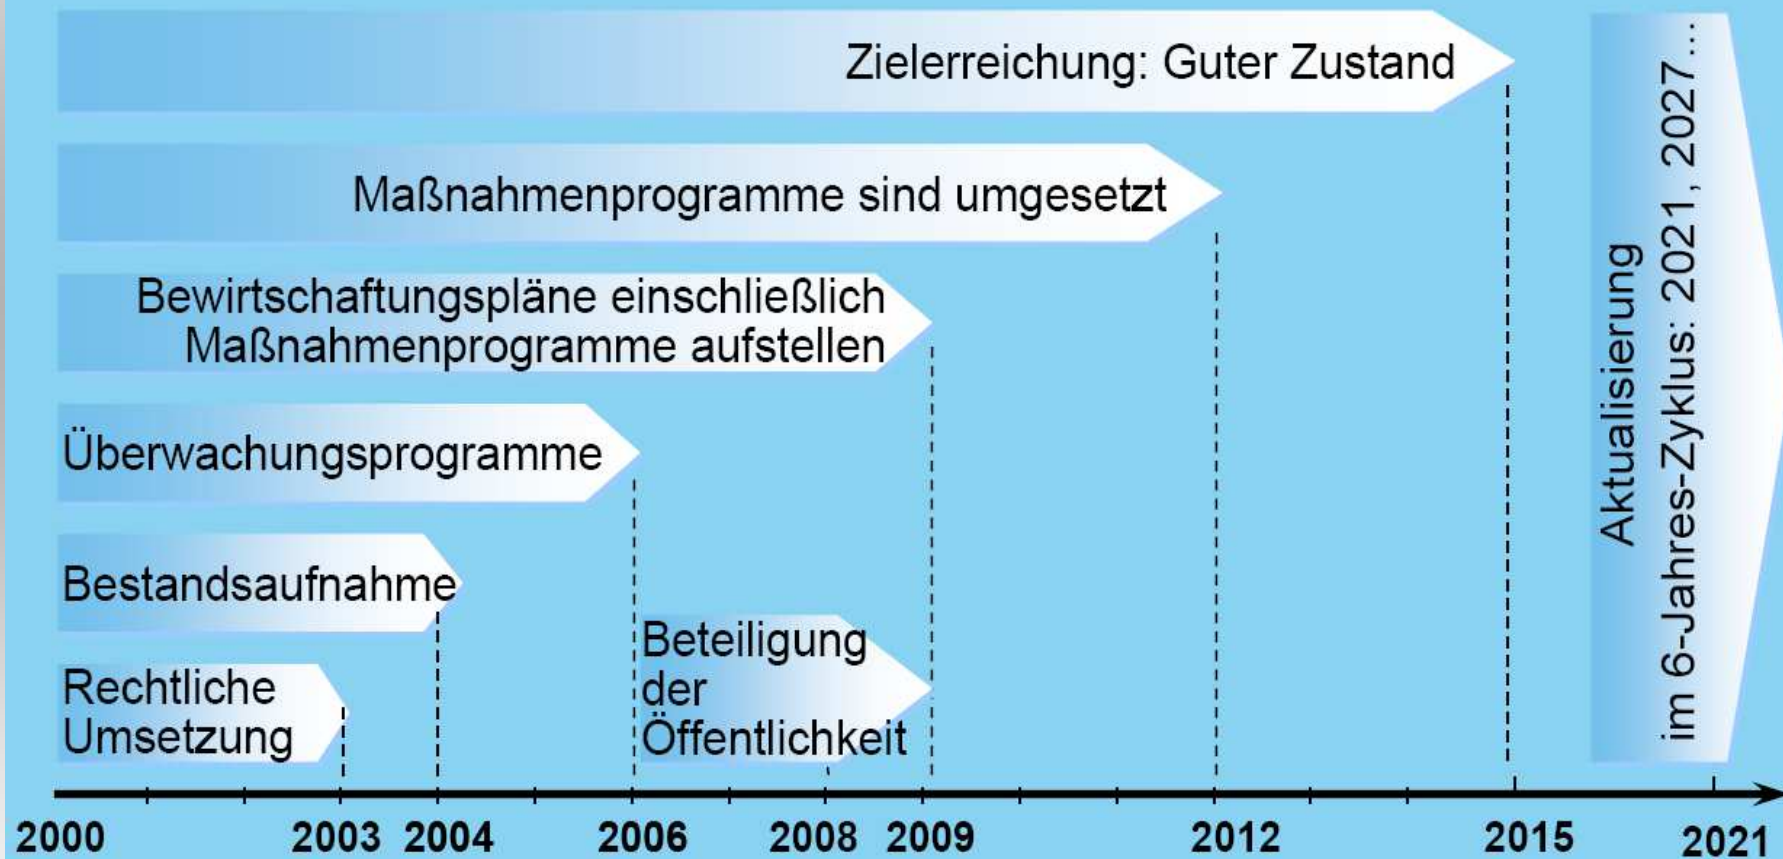 Zielerreichung: Guter Zustand
Maßnahmenprogramme sind umgesetzt
Bewirtschaftungspläne einschließlich
Maßnahmenprogramme aufstellen
Überwachungsprogramme
Bestandsaufnahme
Rechtliche
Umsetzung
Beteiligung
der
Öffentlichkeit
Aktualisierung
im 6-Jahres-Zyklus: 2021, 2027...
2000 2003 2004 2006 2008 2009 2012 2015 2021